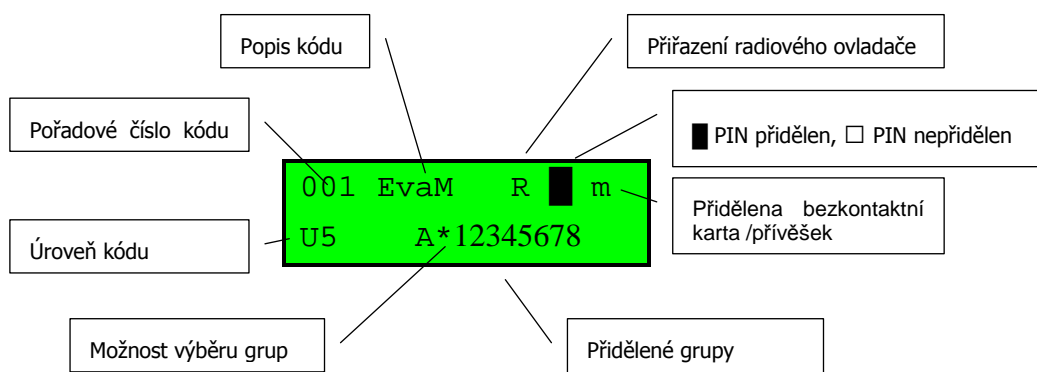 Popis kódu
Přiřazení radiového ovladače
Pořadové číslo kódu
█ PIN přidělen, □ PIN nepřidělen
001 EvaM R █ m
Přidělena bezkontaktní
karta /přívěšek
Úroveň kódu
U5 A*12345678
Možnost výběru grup
Přidělené grupy